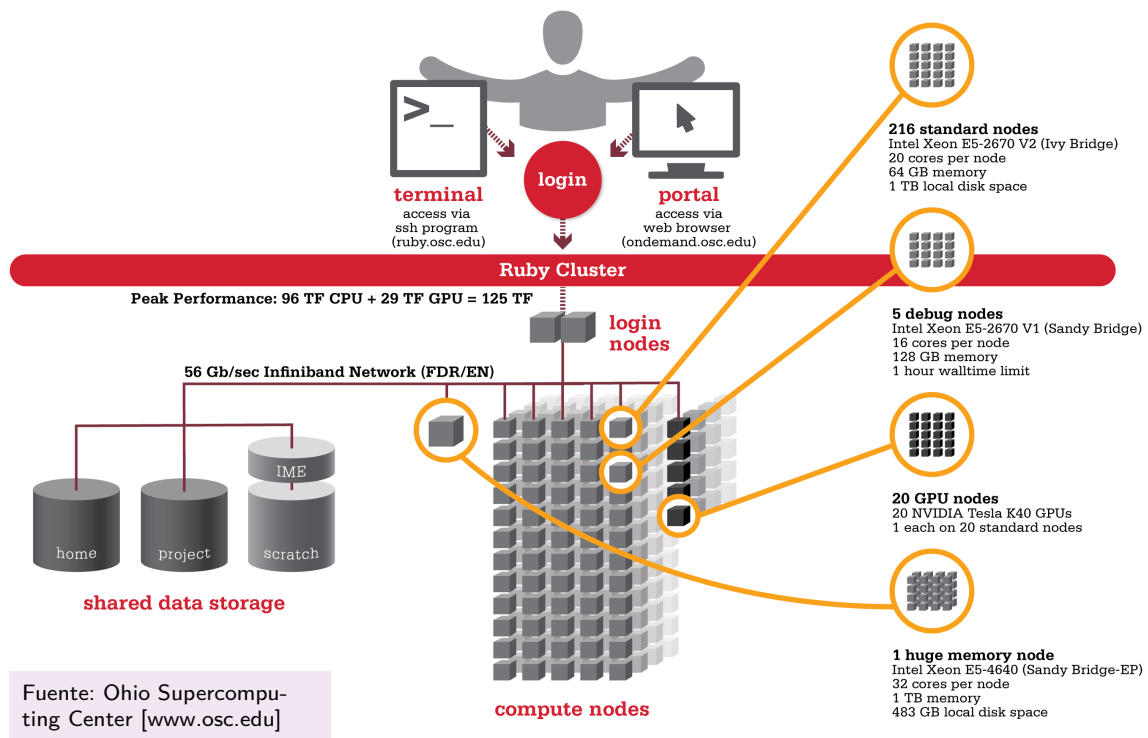 >_
login
terminal
access via
ssh program
(ruby.osc.edu)
portal
access via
web browser
(ondemand.osc.edu)
Ruby Cluster
Peak Performance: 96 TF CPU + 29 TF GPU = 125 TF
login
nodes
56 Gb/sec Infiniband Network (FDR/EN)
IME
home
project
scratch
shared data storage
compute nodes
216 standard nodes
Intel Xeon E5-2670 V2 (Ivy Bridge)
20 cores per node
64 GB memory
1 TB local disk space
5 debug nodes
Intel Xeon E5-2670 V1 (Sandy Bridge)
16 cores per node
128 GB memory
1 hour walltime limit
20 GPU nodes
20 NVIDIA Tesla K40 GPUs
1 each on 20 standard nodes
1 huge memory node
Intel Xeon E5-4640 (Sandy Bridge-EP)
32 cores per node
1 TB memory
483 GB local disk space
Fuente: Ohio Supercompu-
ting Center [www.osc.edu]